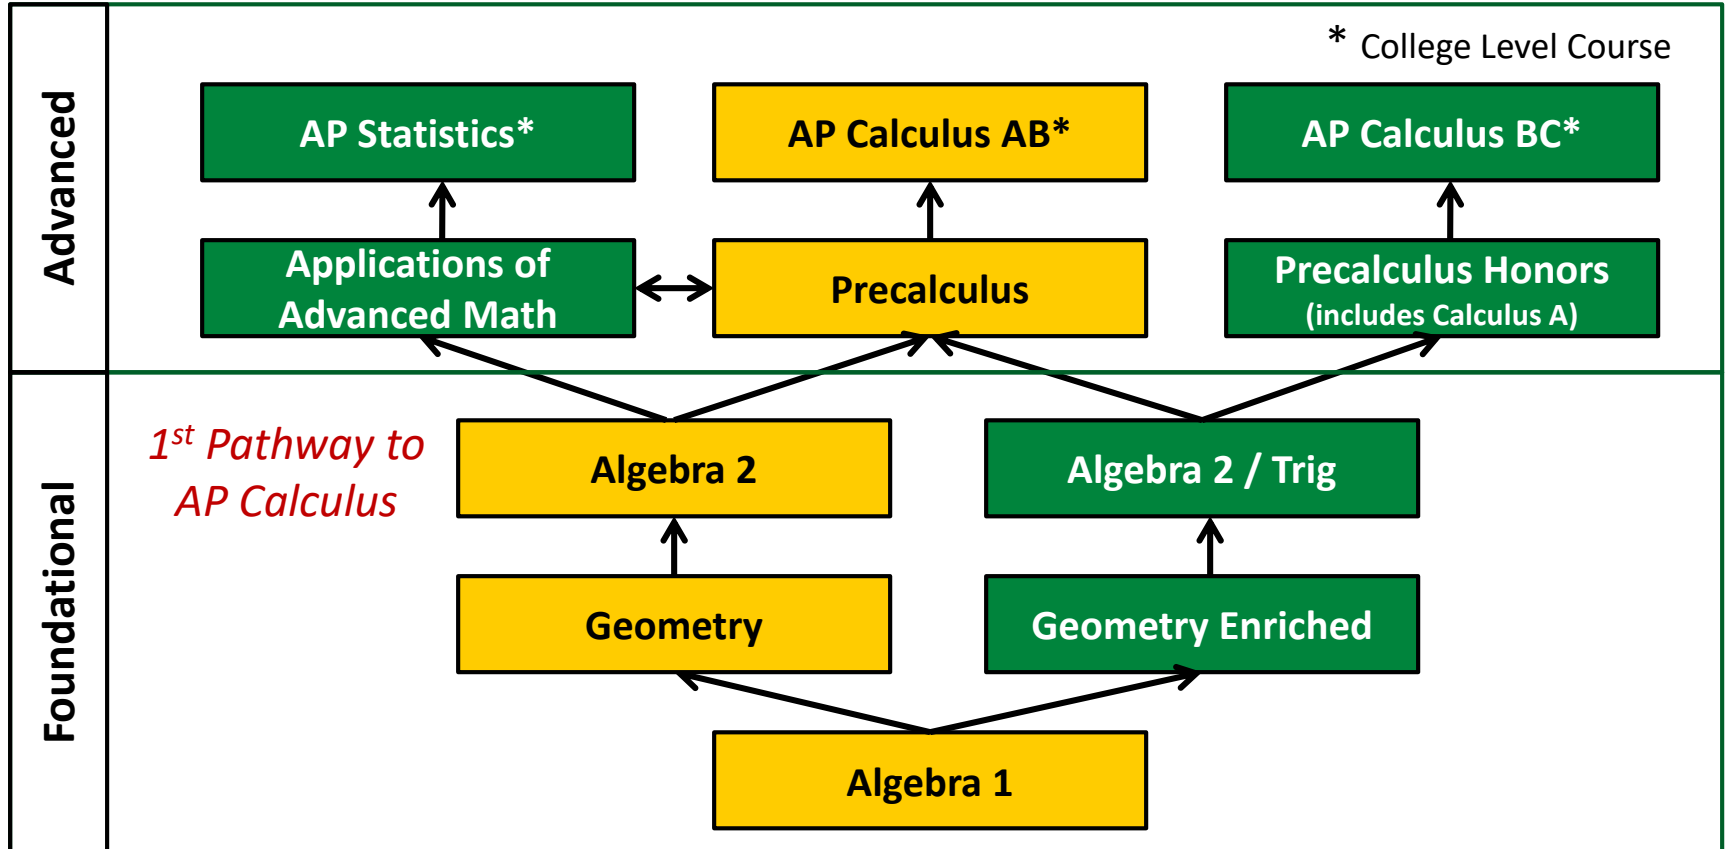 * College Level Course
Advanced
AP Statistics*
AP Calculus AB*
AP Calculus BC*
Applications of
Advanced Math
Precalculus
Precalculus Honors
(includes Calculus A)
Foundational
1st Pathway to
AP Calculus
Algebra 2
Algebra 2 / Trig
Geometry
Geometry Enriched
Algebra 1